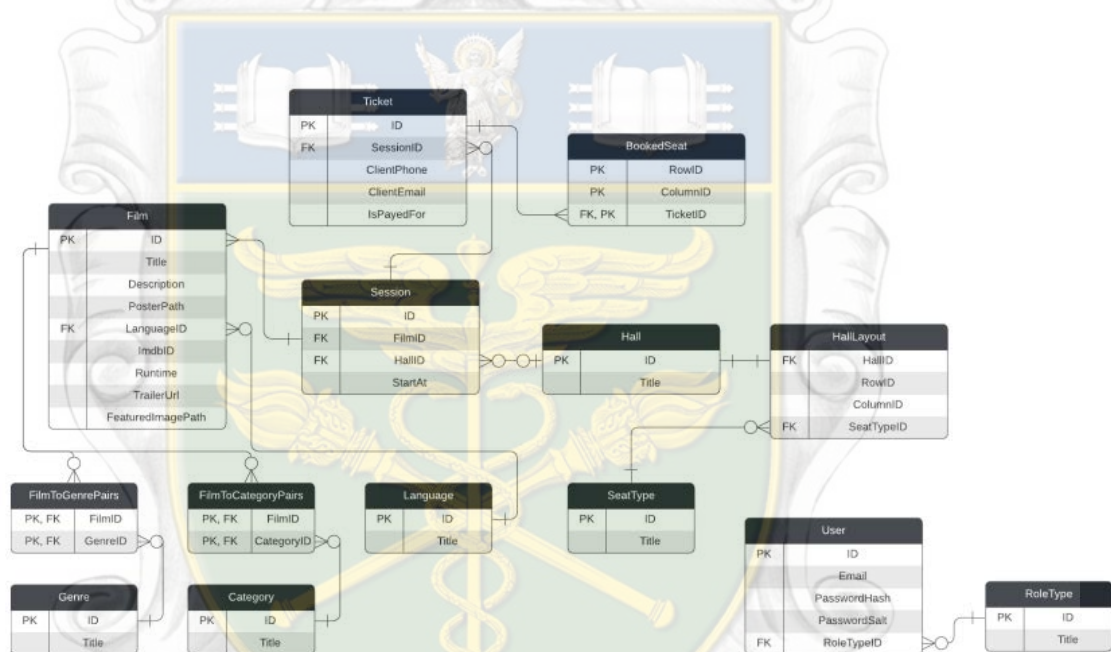 Ticket
PK ID
FK SessionID
ClientPhone
ClientEmail
IsPayedFor
BookedSeat
PK RowID
PK ColumnID
FK, PK TicketID
Film
PK ID
Title
Description
PosterPath
FK LanguageID
ImdbID
Runtime
TrailerUrl
FeaturedImagePath
Session
PK ID
FK FilmID
FK HallID
StartAt
Hall
PK ID
Title
HallLayout
FK HallID
RowID
ColumnID
FK SeatTypeID
FilmToGenrePairs
PK, FK FilmID
PK, FK GenreID
FilmToCategoryPairs
PK, FK FilmID
PK, FK CategoryID
Language
PK ID
Title
SeatType
PK ID
Title
User
PK ID
Email
PasswordHash
PasswordSalt
FK RoleTypeID
RoleType
PK ID
Title
Genre
PK ID
Title
Category
PK ID
Title